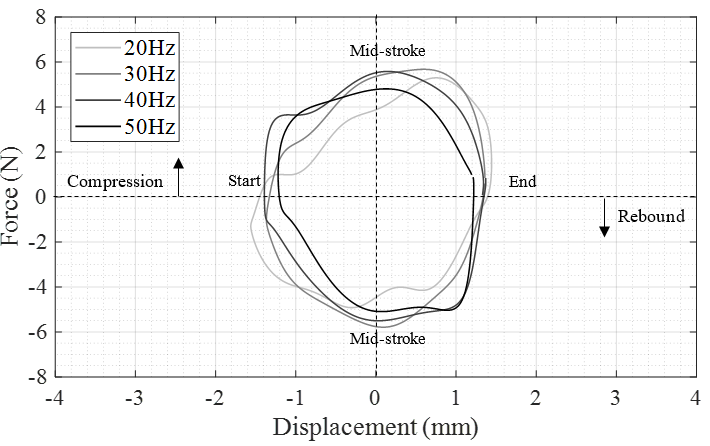 8
6
4
2
0
-2
-4
-6
-8
Force (N)
20Hz
30Hz
40Hz
50Hz
Mid-stroke
Compression
Start
End
Rebound
Mid-stroke
-4 -3 -2 -1 0 1 2 3 4
Displacement (mm)